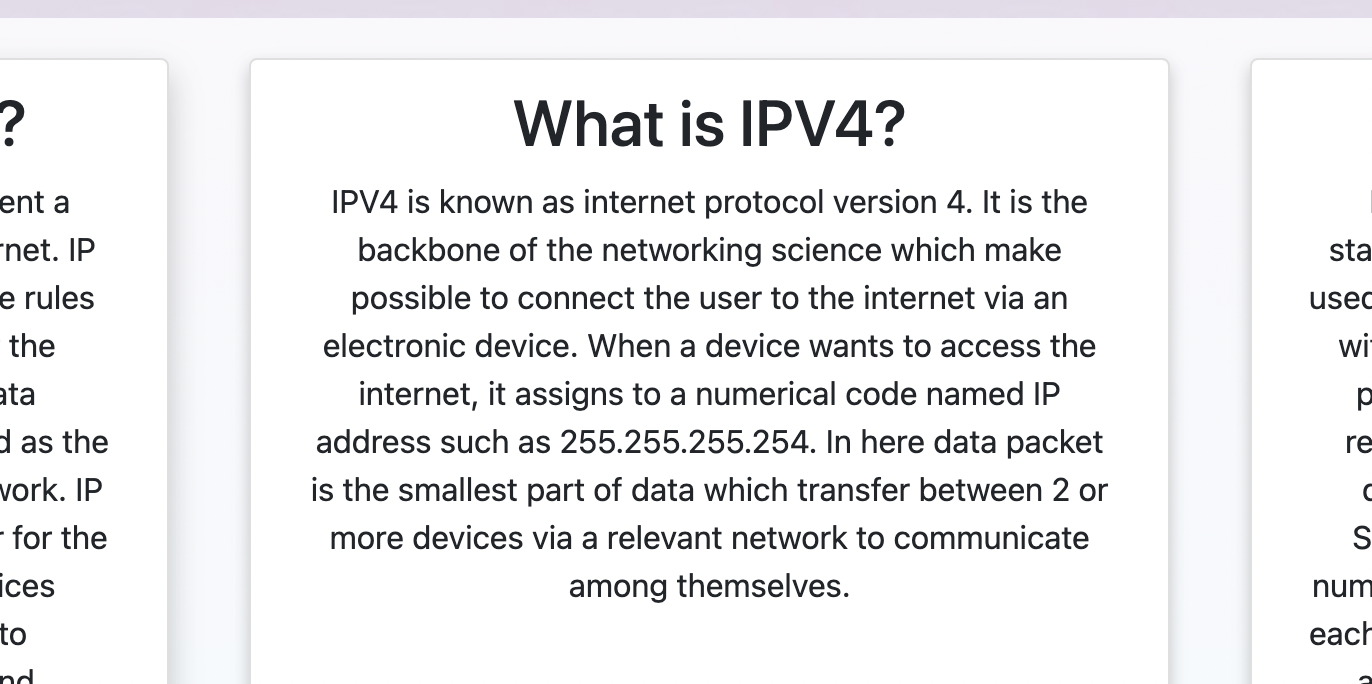 ?
ent a
rnet. IP
e rules
the
ata
d as the
work. IP
r for the
ices
to
nd
What is IPV4?
IPV4 is known as internet protocol version 4. It is the
backbone of the networking science which make
possible to connect the user to the internet via an
electronic device. When a device wants to access the
internet, it assigns to a numerical code named IP
address such as 255.255.255.254. In here data packet
is the smallest part of data which transfer between 2 or
more devices via a relevant network to communicate
among themselves.
sta
used
wit
p
re
S
num
each
a